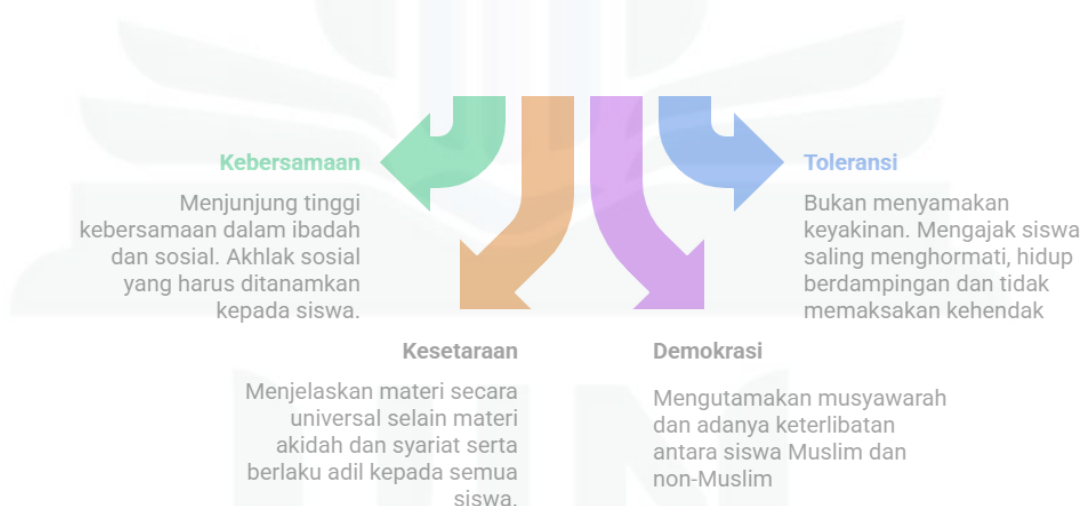 Kebersamaan
Menjunjung tinggi
kebersamaan dalam ibadah
dan sosial. Akhlak sosial
yang harus ditanamkan
kepada siswa.
Toleransi
Bukan menyamakan
keyakinan. Mengajak siswa
saling menghormati, hidup
berdampingan dan tidak
memaksakan kehendak
Kesetaraan
Menjelaskan materi secara
universal selain materi
akidah dan syariat serta
berlaku adil kepada semua
siswa.
Demokrasi
Mengutamakan musyawarah
dan adanya keterlibatan
antara siswa Muslim dan
non-Muslim